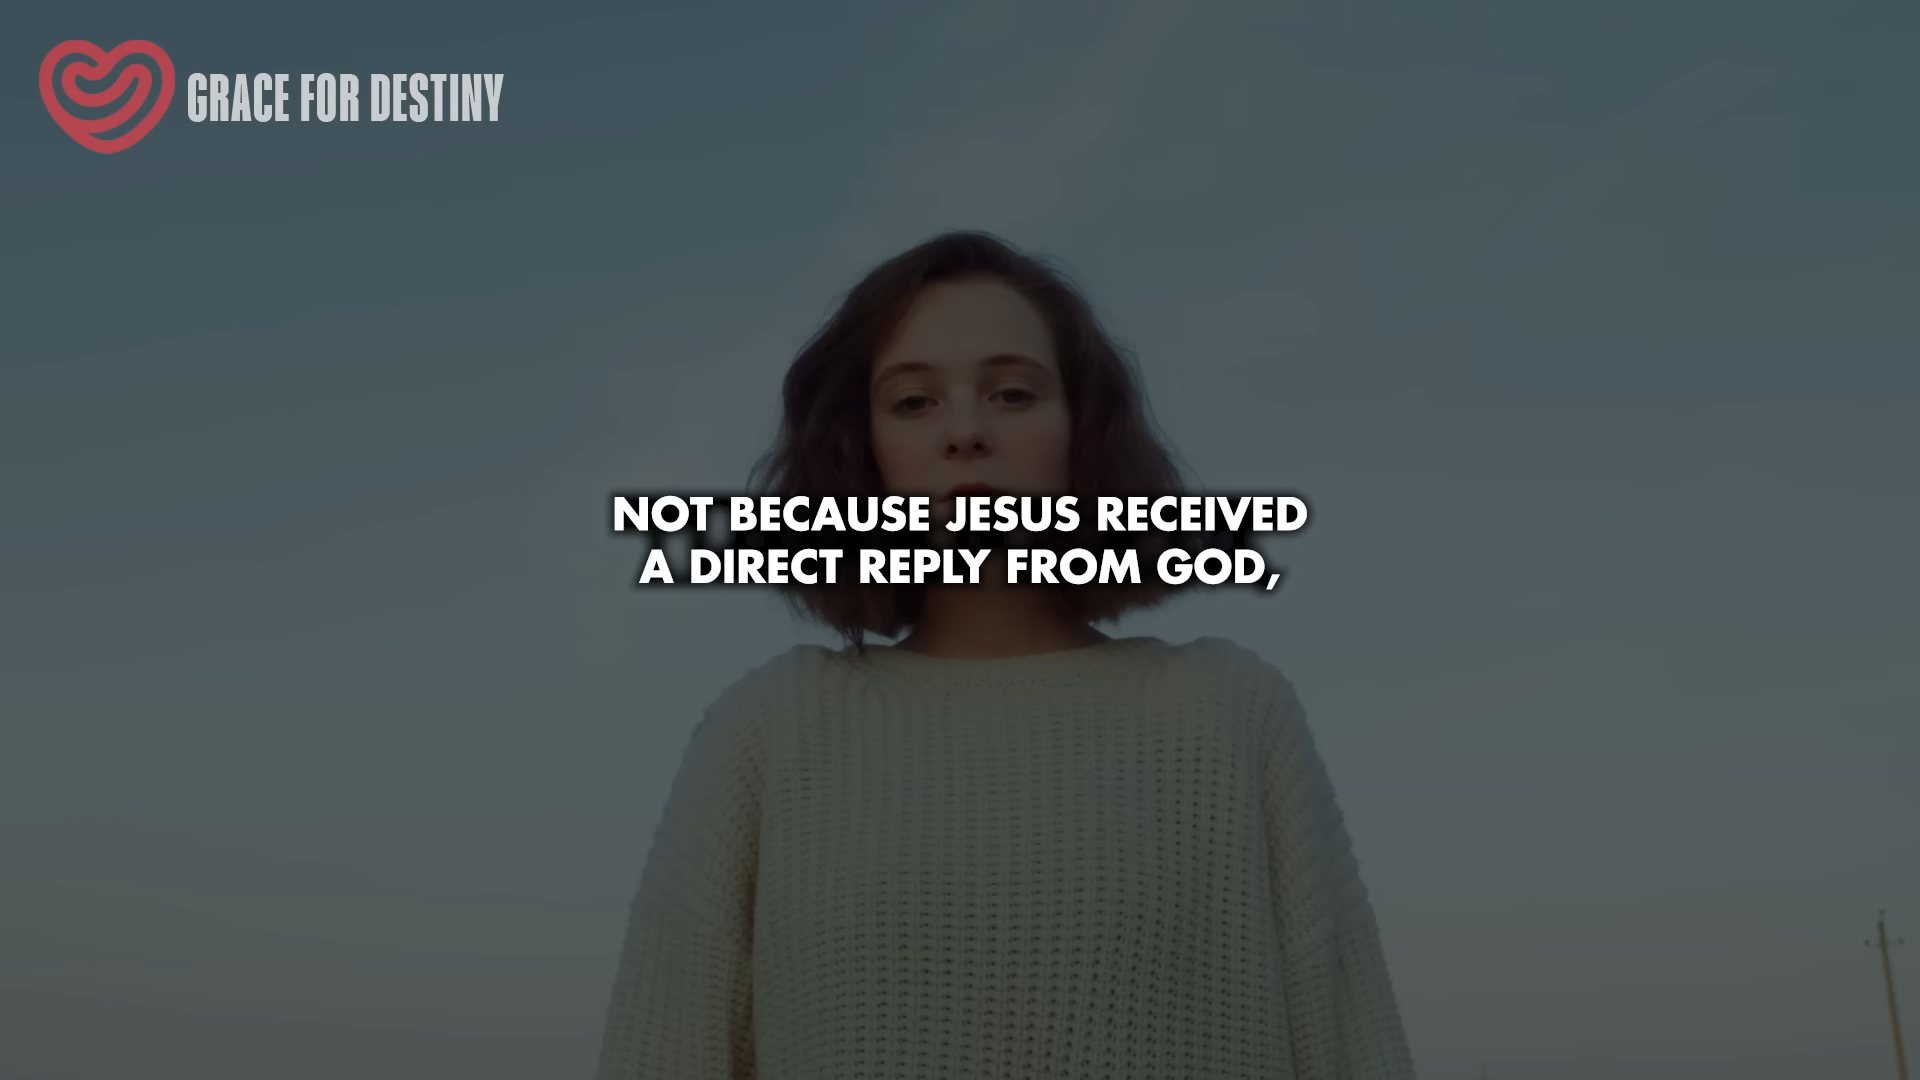 GRACE FOR DESTINY
NOT BECAUSE JESUS RECEIVED
A DIRECT REPLY FROM GOD,